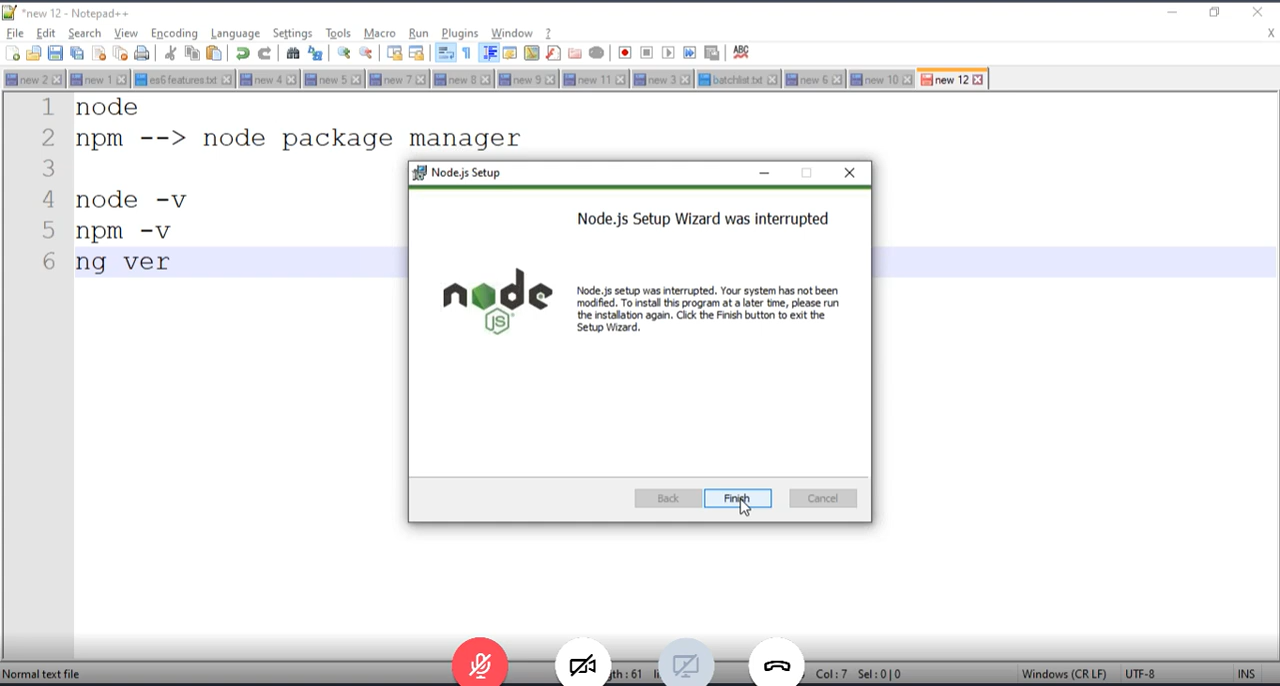 *new 12 - Notepad++
File Edit Search View Encoding Language Settings Tools Macro Run Plugins Window ? X
new 2 new 1 es6 features.txt new 4 new 5 new 7 new 8 new 9 new 11 new 3 batchlist.txt new 6 new 10 new 12
1 node
2 npm --> node package manager
3
4 node -v
5 npm -v
6 ng ver
Node.js Setup
Node.js Setup Wizard was interrupted
node
JS
Node.js setup was interrupted. Your system has not been
modified. To install this program at a later time, please run
the installation again. Click the Finish button to exit the
Setup Wizard.
Back Finish Cancel
Normal text file
: 61
Col : 7 Sel : 0 | 0 Windows (CR LF) UTF-8 INS